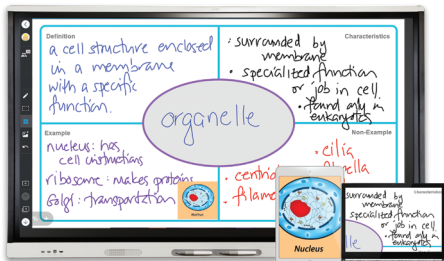 Definition
a cell structure enclosed
in a membrane
with a specific
function.
Characteristics
• surrounded by
membrane
• specialized function
or job in cell.
• found only in
eukaryotes
organelle
Example
nucleus: has
cell instructions
ribosome: makes proteins
Golgi: transportation
Nucleus
Non-Example
• cilia
Nucleus
Characteristics
surrounded by
membrane
specialized function
or job in cell.
• found only in
eukaryotes